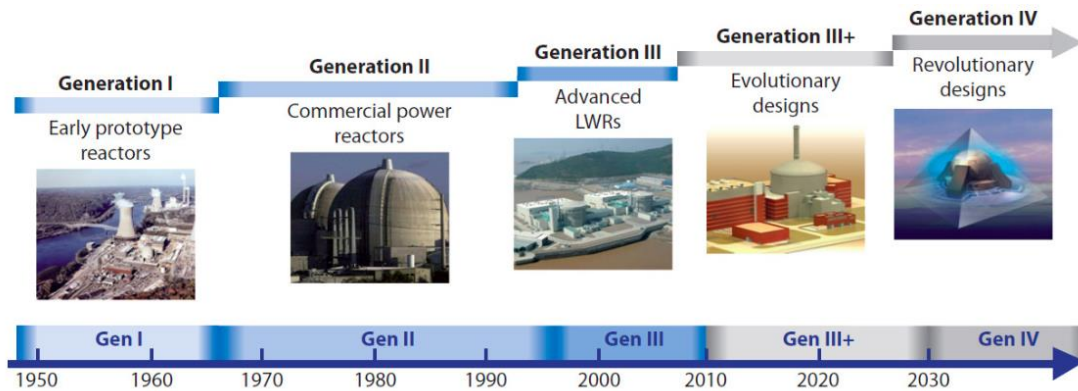 Generation I
Early prototype
reactors
Generation II
Commercial power
reactors
Generation III
Advanced
LWRs
Generation III+
Evolutionary
designs
Generation IV
Revolutionary
designs
Gen I
Gen II
Gen III
Gen III+
Gen IV
1950
1960
1970
1980
1990
2000
2010
2020
2030